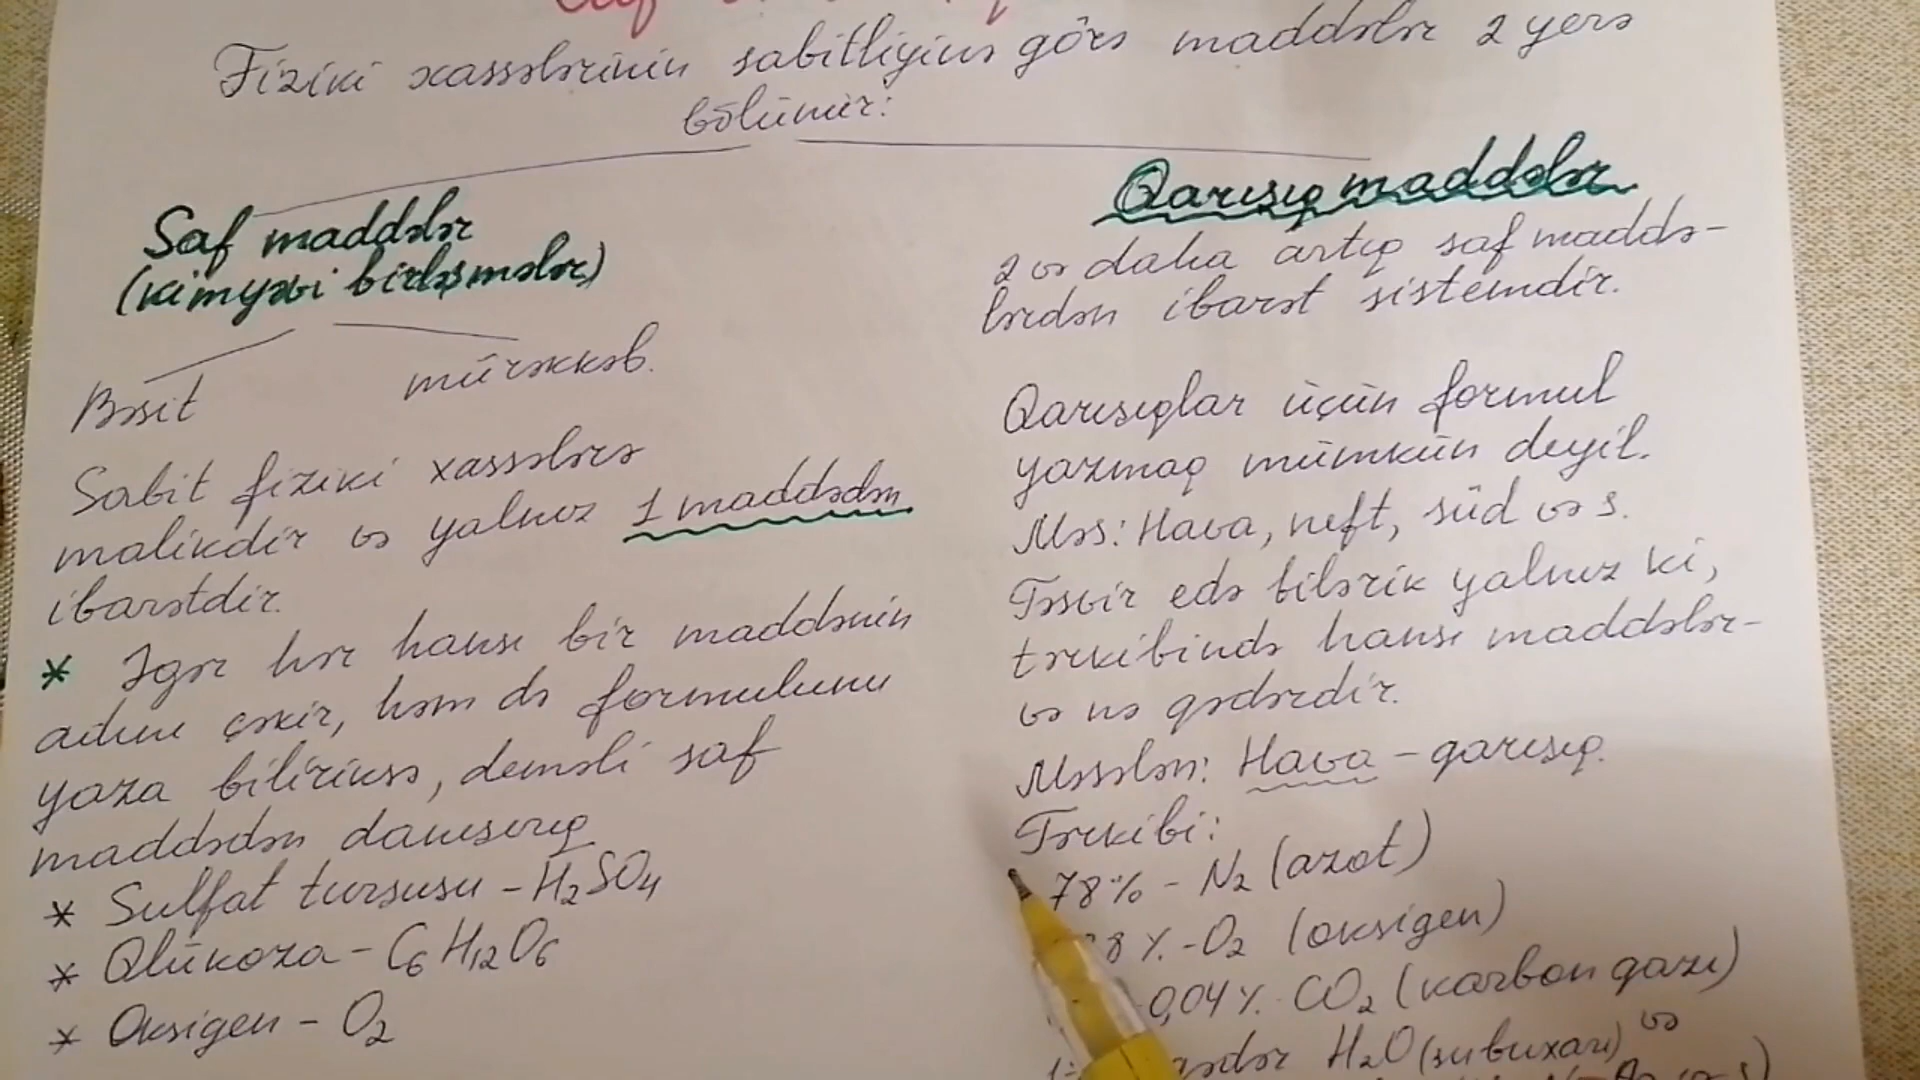 Fiziki xassələrinin sabitliyinə görə maddələr 2 yerə
bölünür:
Saf maddələr
(kimyəvi birləşmələr)
Bəsit
mürəkkəb.
Sabit fiziki xassələrə
malikdir və yalnız 1 maddədən
ibarətdir.
* Əgər hər hansı bir maddənin
adını çəkir, həm də formulunu
yaza biliriksə, deməli saf
maddədən danışırıq
* Sulfat turşusu - H₂SO₄
* Qlükoza - C₆H₁₂O₆
* Oksigen - O₂
Qarışıq maddələr
2 və daha artıq saf maddə-
lərdən ibarət sistemdir.
Qarışıqlar üçün formul
yazmaq mümkün deyil.
Məs: Hava, neft, süd və s.
Təsvir edə bilərik yalnız ki,
tərkibində hansı maddələr-
və nə qədərdir.
Məsələn: Hava - qarışıq.
Tərkibi:
78% - N₂ (azot)
8% - O₂ (oksigen)
0,04% CO₂ (karbon qazı)
H₂O (su buxarı) və